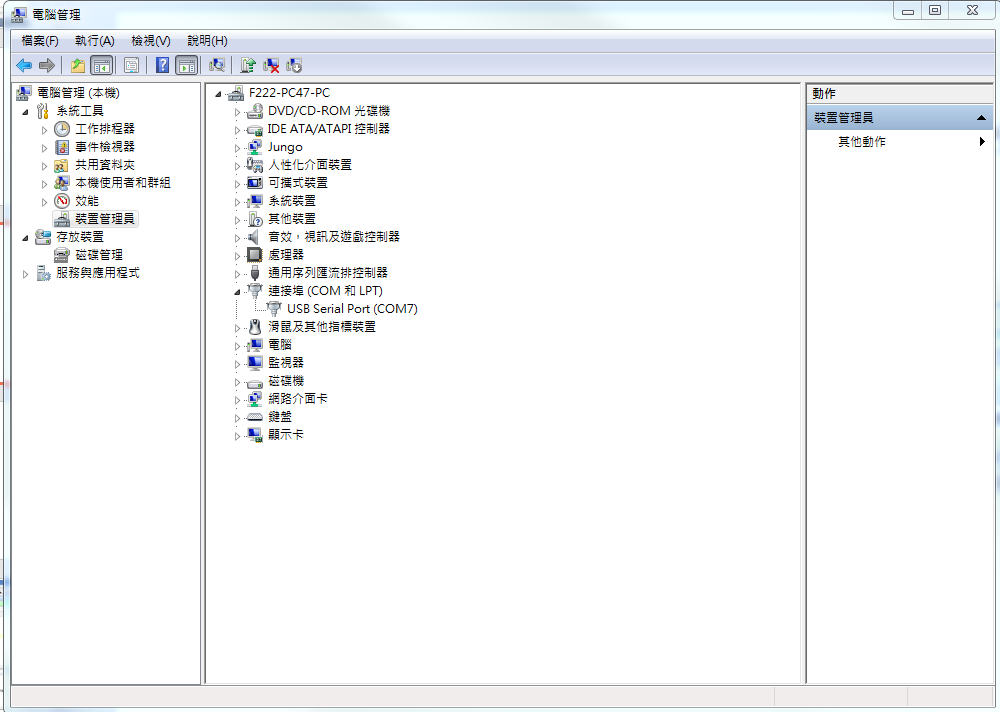 電腦管理
檔案(F) 執行(A) 檢視(V) 說明(H)
電腦管理 (本機)
系統工具
工作排程器
事件檢視器
共用資料夾
本機使用者和群組
效能
裝置管理員
存放裝置
磁碟管理
服務與應用程式
F222-PC47-PC
DVD/CD-ROM 光碟機
IDE ATA/ATAPI 控制器
Jungo
人性化介面裝置
可攜式裝置
系統裝置
其他裝置
音效，視訊及遊戲控制器
處理器
通用序列匯流排控制器
連接埠 (COM 和 LPT)
USB Serial Port (COM7)
滑鼠及其他指標裝置
電腦
監視器
磁碟機
網路介面卡
鍵盤
顯示卡
動作
裝置管理員
其他動作